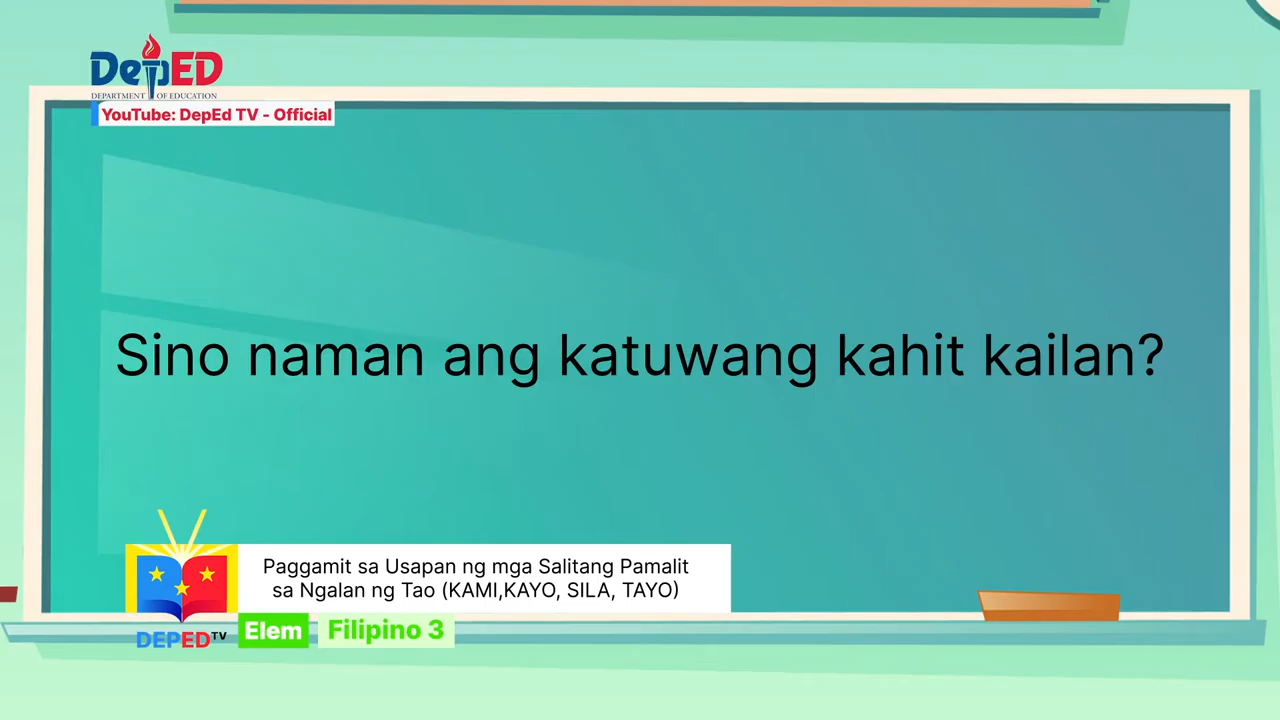 DepED
DEPARTMENT OF EDUCATION
YouTube: DepEd TV - Official
Sino naman ang katuwang kahit kailan?
Paggamit sa Usapan ng mga Salitang Pamalit
sa Ngalan ng Tao (KAMI,KAYO, SILA, TAYO)
DEPED TV
Elem
Filipino 3